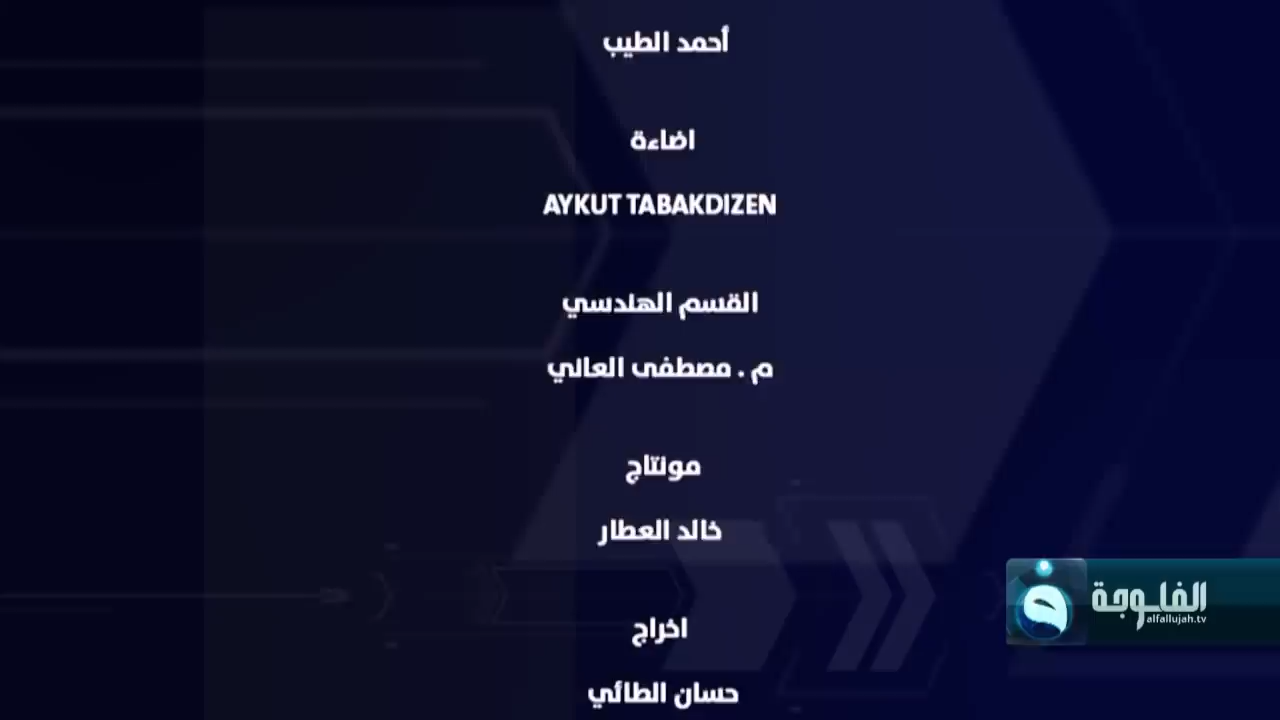 أحمد الطيب
اضاءة
AYKUT TABAKDIZEN
القسم الهندسي
م . مصطفى العاني
مونتاج
خالد العطار
اخراج
حسان الطائي
الفلوجة
alfallujah.tv